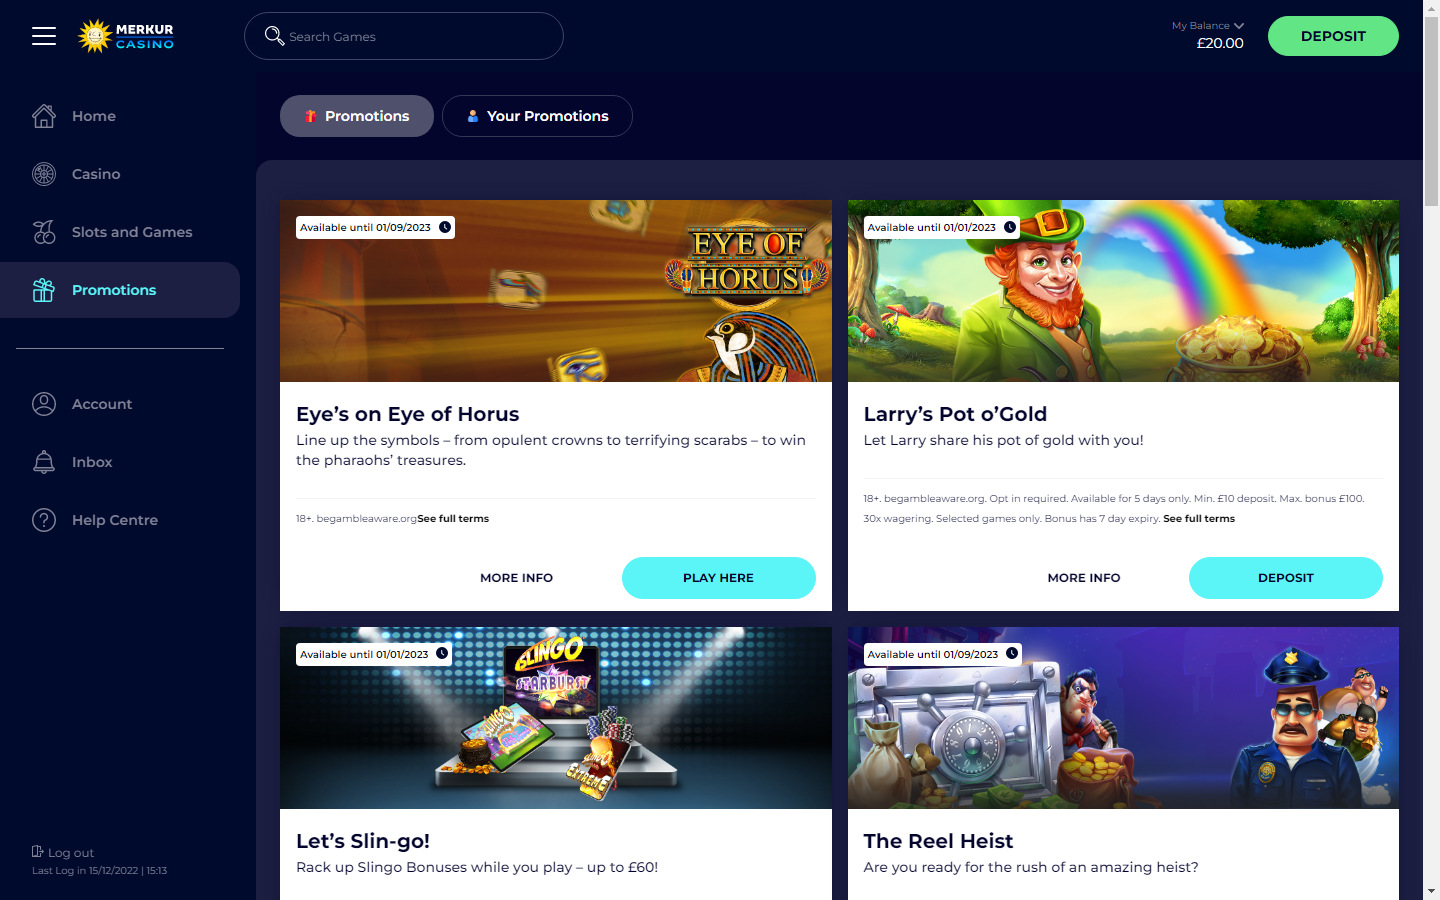 MERKUR
CASINO
Search Games
My Balance
£20.00
DEPOSIT
Home
Casino
Slots and Games
Promotions
Account
Inbox
Help Centre
Log out
Last Log in 15/12/2022 | 15:13
Promotions
Your Promotions
Available until 01/09/2023
EYE OF
HORUS
Eye’s on Eye of Horus
Line up the symbols – from opulent crowns to terrifying scarabs – to win
the pharaohs’ treasures.
18+. begambleaware.orgSee full terms
MORE INFO
PLAY HERE
Available until 01/01/2023
Larry’s Pot o’Gold
Let Larry share his pot of gold with you!
18+. begambleaware.org. Opt in required. Available for 5 days only. Min. £10 deposit. Max. bonus £100.
30x wagering. Selected games only. Bonus has 7 day expiry. See full terms
MORE INFO
DEPOSIT
Available until 01/01/2023
SLINGO
STARBURST
SLINGO
SLINGO
EXTREME
Let’s Slin-go!
Rack up Slingo Bonuses while you play – up to £60!
Available until 01/09/2023
The Reel Heist
Are you ready for the rush of an amazing heist?